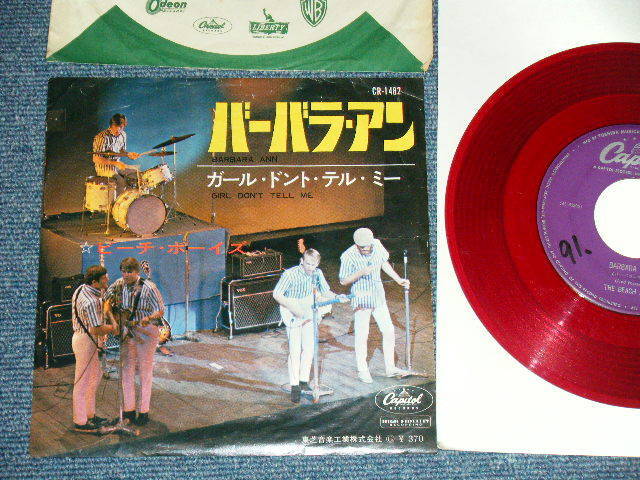 Odeon
Capitol
LIBERTY
WB
CR-1482
バーバラ・アン
BARBARA ANN
ガール・ドント・テル・ミー
GIRL DON'T TELL ME
☆ビーチ・ボーイズ
Capitol
RECORDS
東芝音楽工業株式会社 ¥370
Capitol
91.
BARBARA
THE BEACH